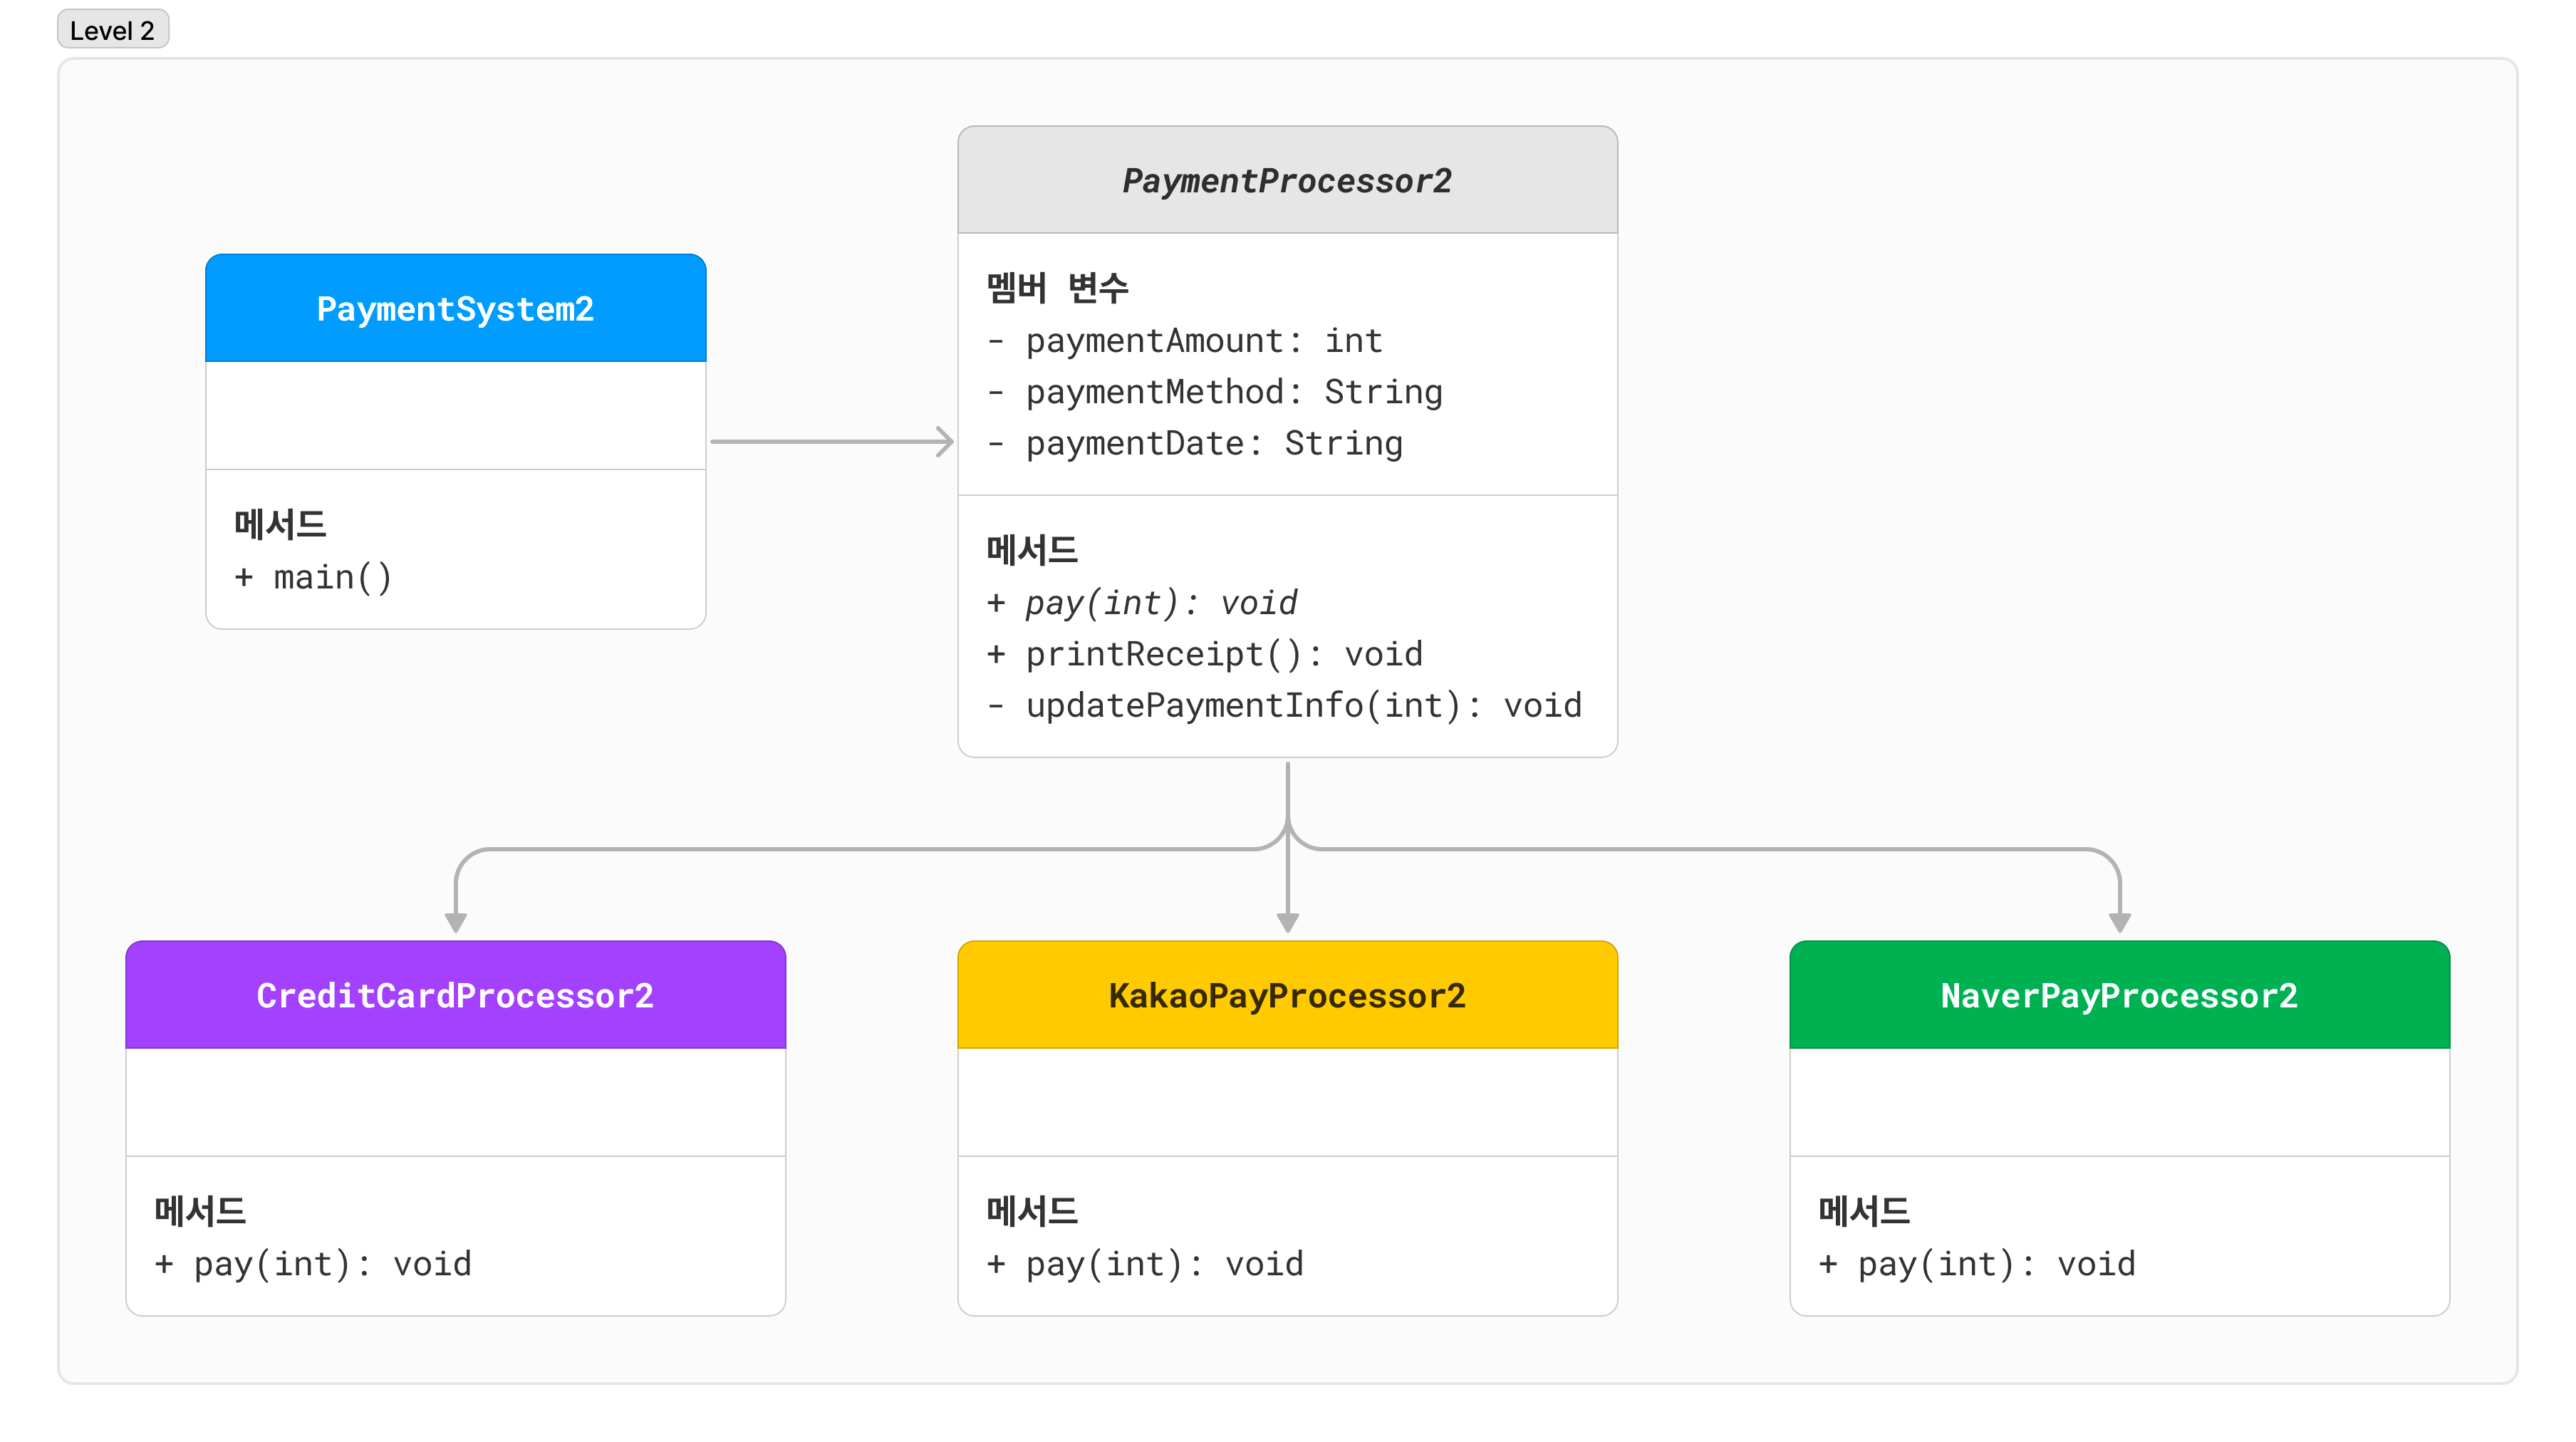 Level 2
PaymentProcessor2
멤버 변수
- paymentAmount: int
- paymentMethod: String
- paymentDate: String
메서드
+ pay(int): void
+ printReceipt(): void
- updatePaymentInfo(int): void
PaymentSystem2
메서드
+ main()
CreditCardProcessor2
메서드
+ pay(int): void
KakaoPayProcessor2
메서드
+ pay(int): void
NaverPayProcessor2
메서드
+ pay(int): void